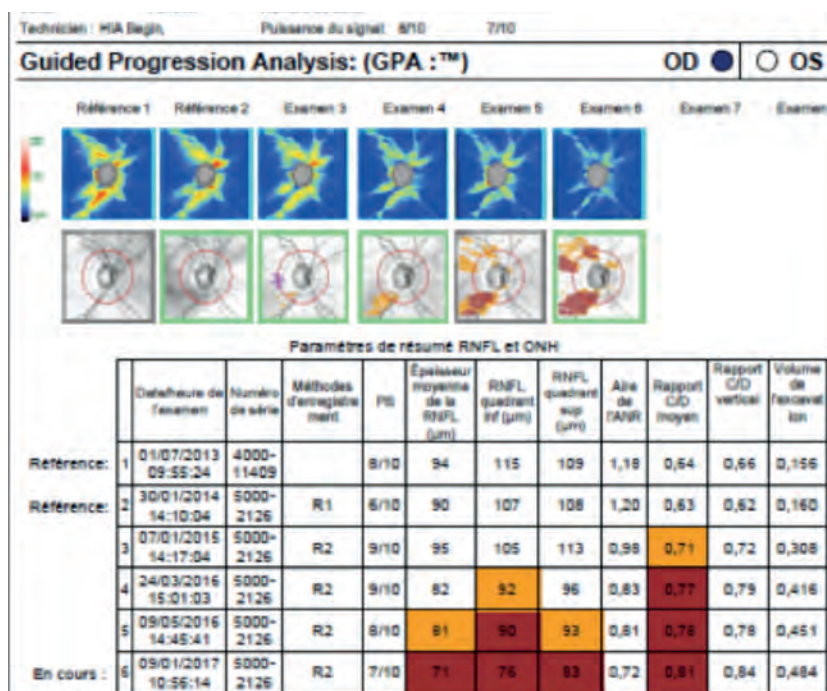 Technicien : HIA Begin, Puissance du signal: 6/10 7/10
Guided Progression Analysis: (GPA :™) OD OS
Référence 1 Référence 2 Examen 3 Examen 4 Examen 5 Examen 6 Examen 7 Examen
Paramètres de résumé RNFL et ONH
Date/heure de l'examen Numéro de série Méthodes d'enregistrement PS Épaisseur moyenne de la RNFL (µm) RNFL quadrant inf (µm) RNFL quadrant sup (µm) Aire de l'ANR Rapport C/D moyen Rapport C/D vertical Volume de l'excavation
Référence: 1 01/07/2013 09:55:24 4000-11409 8/10 94 115 109 1,18 0,64 0,66 0,156
Référence: 2 30/01/2014 14:10:04 5000-2126 R1 6/10 90 107 108 1,20 0,63 0,62 0,160
3 07/01/2015 14:17:04 5000-2126 R2 9/10 95 105 113 0,98 0,71 0,72 0,308
4 24/03/2016 15:01:03 5000-2126 R2 9/10 82 92 96 0,83 0,77 0,79 0,416
5 09/05/2016 14:45:41 5000-2126 R2 8/10 81 90 93 0,81 0,78 0,78 0,451
En cours : 6 09/01/2017 10:56:14 5000-2126 R2 7/10 71 76 83 0,72 0,81 0,84 0,484